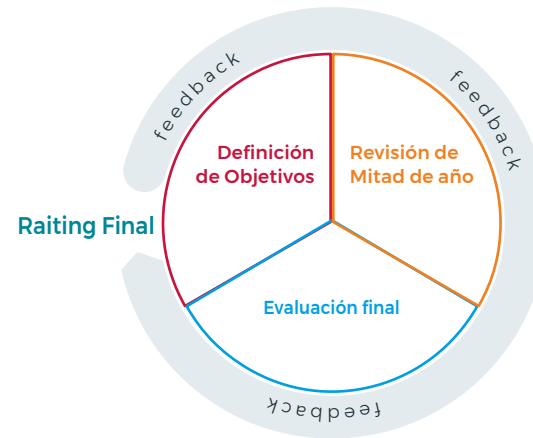 feedback
feedback
Definición
de Objetivos
Revisión de
Mitad de año
Raiting Final
Evaluación final
feedback